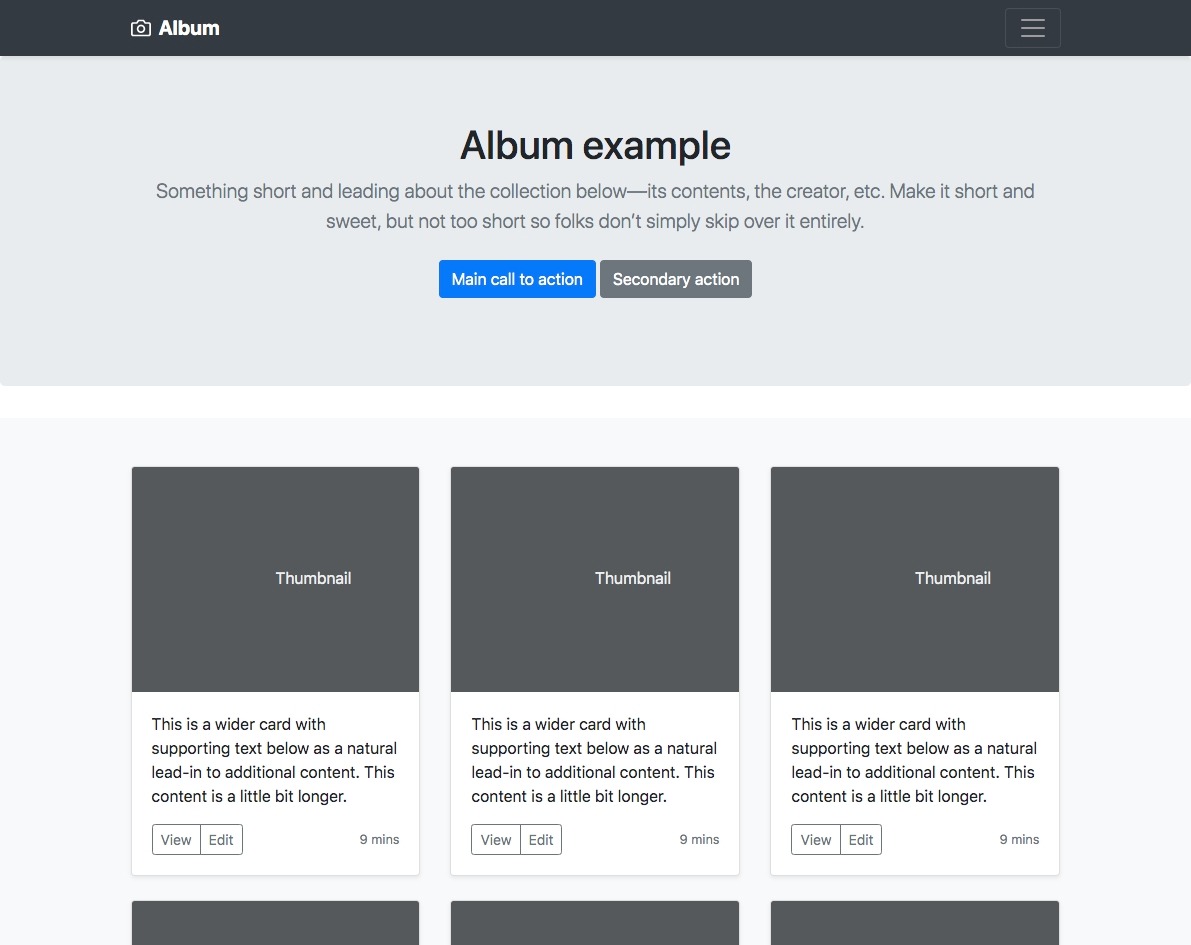 Album
Album example
Something short and leading about the collection below—its contents, the creator, etc. Make it short and
sweet, but not too short so folks don’t simply skip over it entirely.
Main call to action Secondary action
Thumbnail Thumbnail Thumbnail
This is a wider card with
supporting text below as a natural
lead-in to additional content. This
content is a little bit longer.
View Edit 9 mins
This is a wider card with
supporting text below as a natural
lead-in to additional content. This
content is a little bit longer.
View Edit 9 mins
This is a wider card with
supporting text below as a natural
lead-in to additional content. This
content is a little bit longer.
View Edit 9 mins